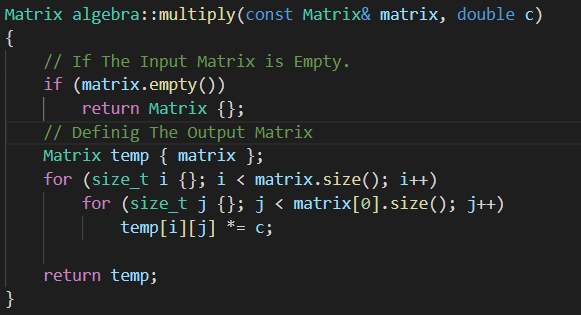 Matrix algebra::multiply(const Matrix& matrix, double c)
{
    // If The Input Matrix is Empty.
    if (matrix.empty())
        return Matrix {};
    // Definig The Output Matrix
    Matrix temp { matrix };
    for (size_t i {}; i < matrix.size(); i++)
        for (size_t j {}; j < matrix[0].size(); j++)
            temp[i][j] *= c;
    return temp;
}